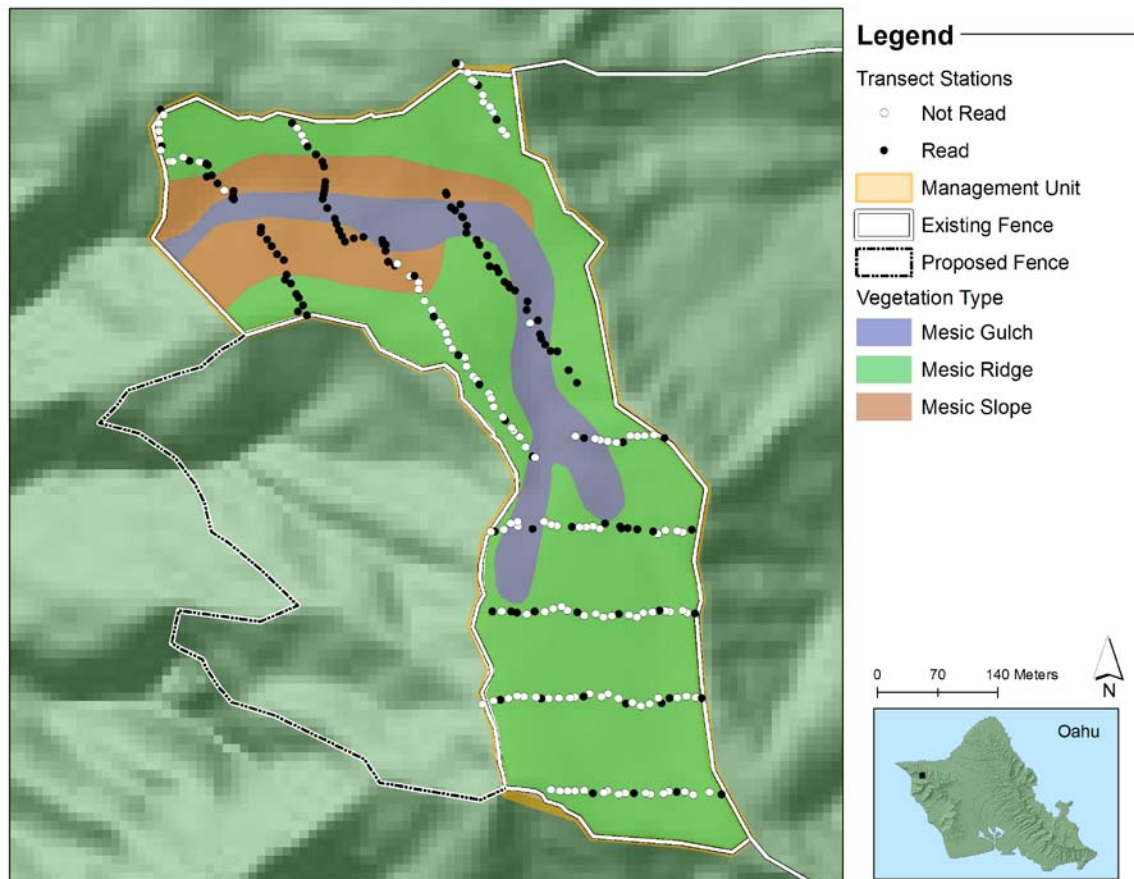 Legend
Transect Stations
Not Read
Read
Management Unit
Existing Fence
Proposed Fence
Vegetation Type
Mesic Gulch
Mesic Ridge
Mesic Slope
0 70 140 Meters
N
Oahu